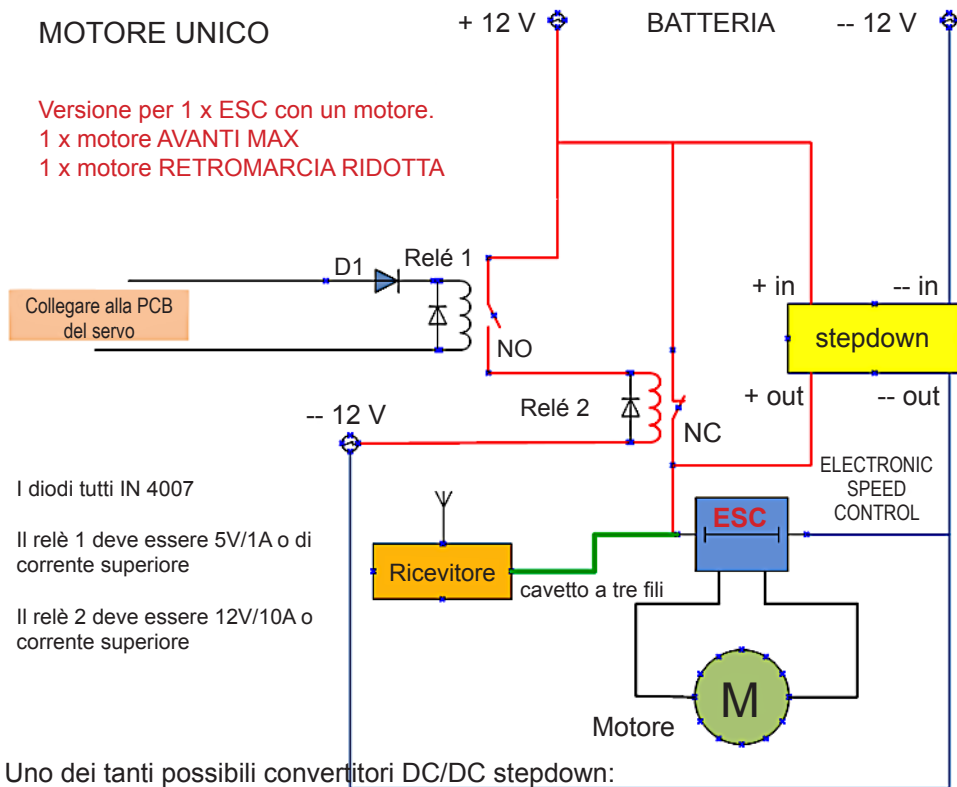 MOTORE UNICO
+ 12 V
BATTERIA
-- 12 V
Versione per 1 x ESC con un motore.
1 x motore AVANTI MAX
1 x motore RETROMARCIA RIDOTTA
D1
Relé 1
Collegare alla PCB
del servo
NO
+ in
-- in
stepdown
+ out
-- out
Relé 2
NC
-- 12 V
ELECTRONIC
SPEED
CONTROL
I diodi tutti IN 4007
Il relè 1 deve essere 5V/1A o di
corrente superiore
Il relè 2 deve essere 12V/10A o
corrente superiore
ESC
Ricevitore
cavetto a tre fili
M
Motore
Uno dei tanti possibili convertitori DC/DC stepdown: